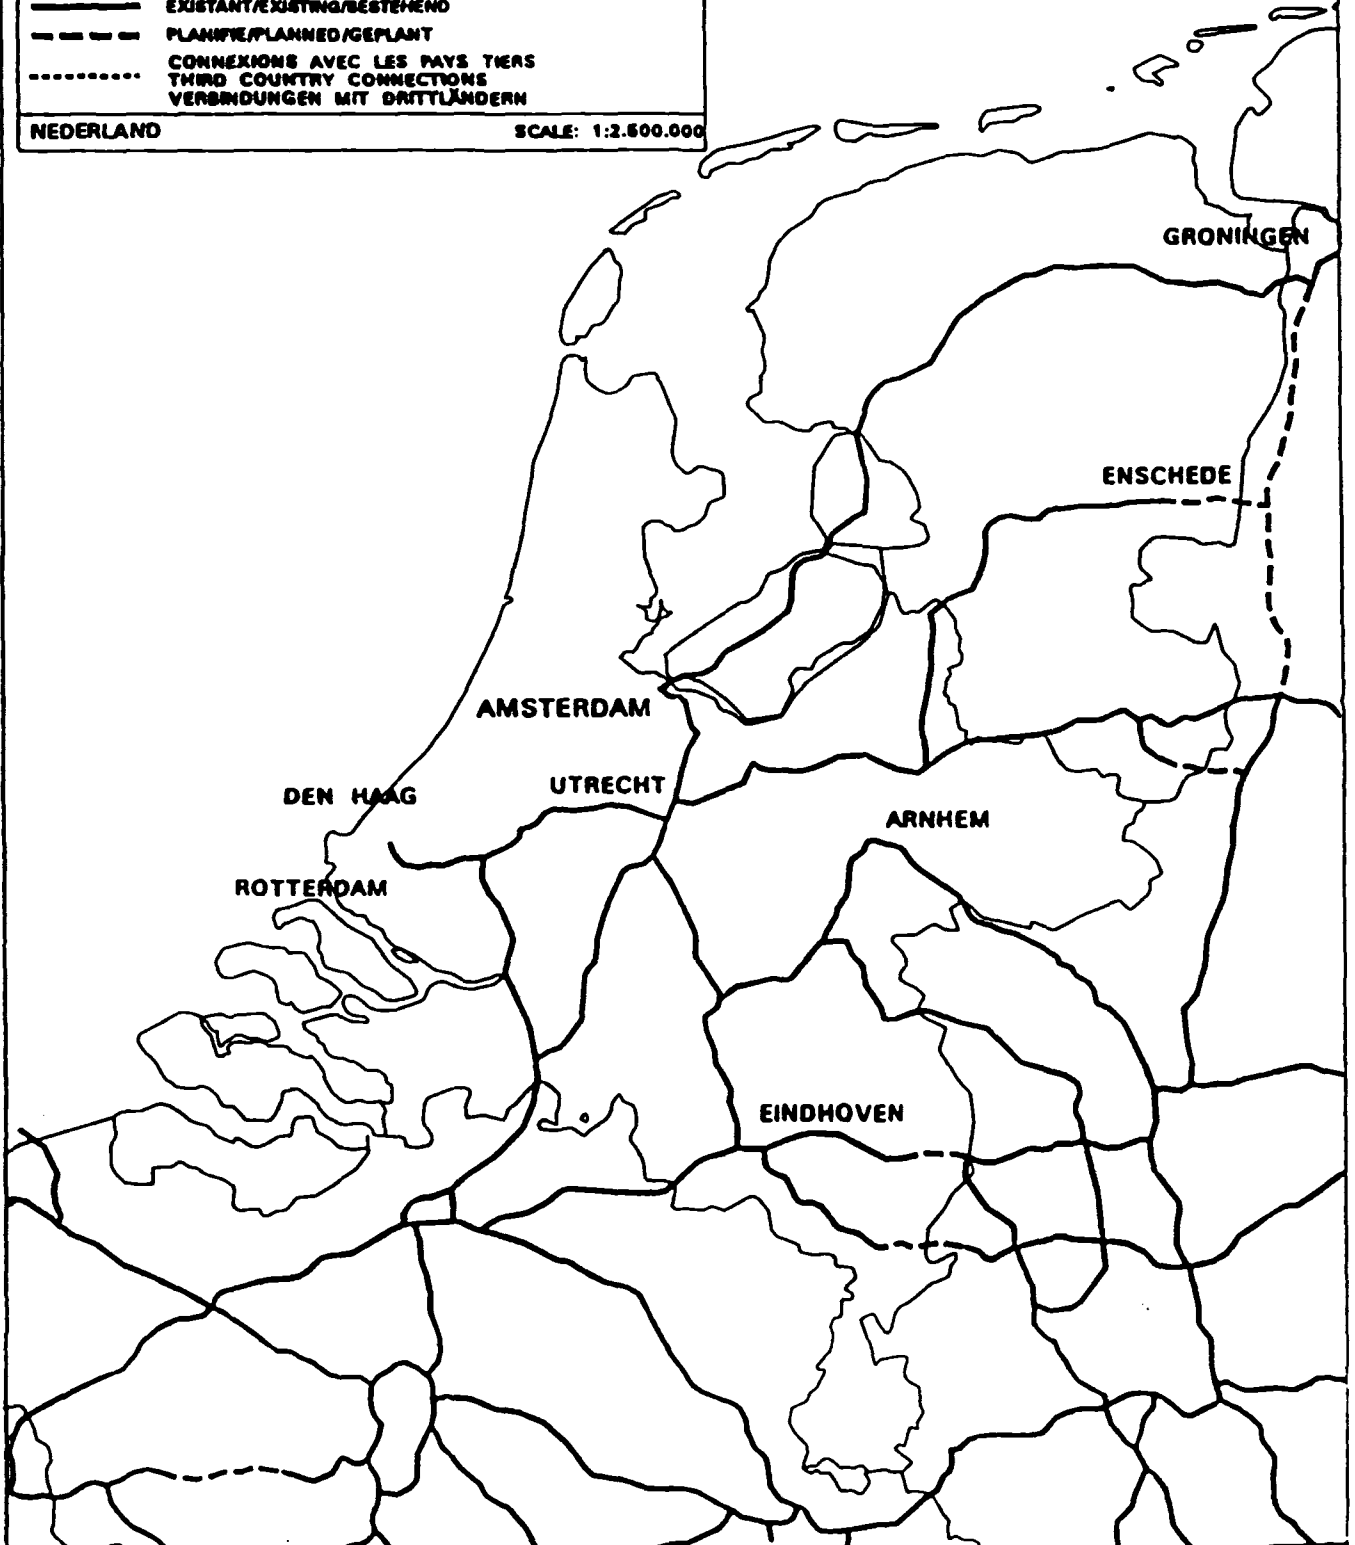 EXISTANT/EXISTING/BESTEHEND
PLANIFIE/PLANNED/GEPLANT
CONNEXIONS AVEC LES PAYS TIERS
THIRD COUNTRY CONNECTIONS
VERBINDUNGEN MIT DRITTLÄNDERN
NEDERLAND SCALE: 1:2.500.000
GRONINGEN
ENSCHEDE
AMSTERDAM
UTRECHT
DEN HAAG
ARNHEM
ROTTERDAM
EINDHOVEN